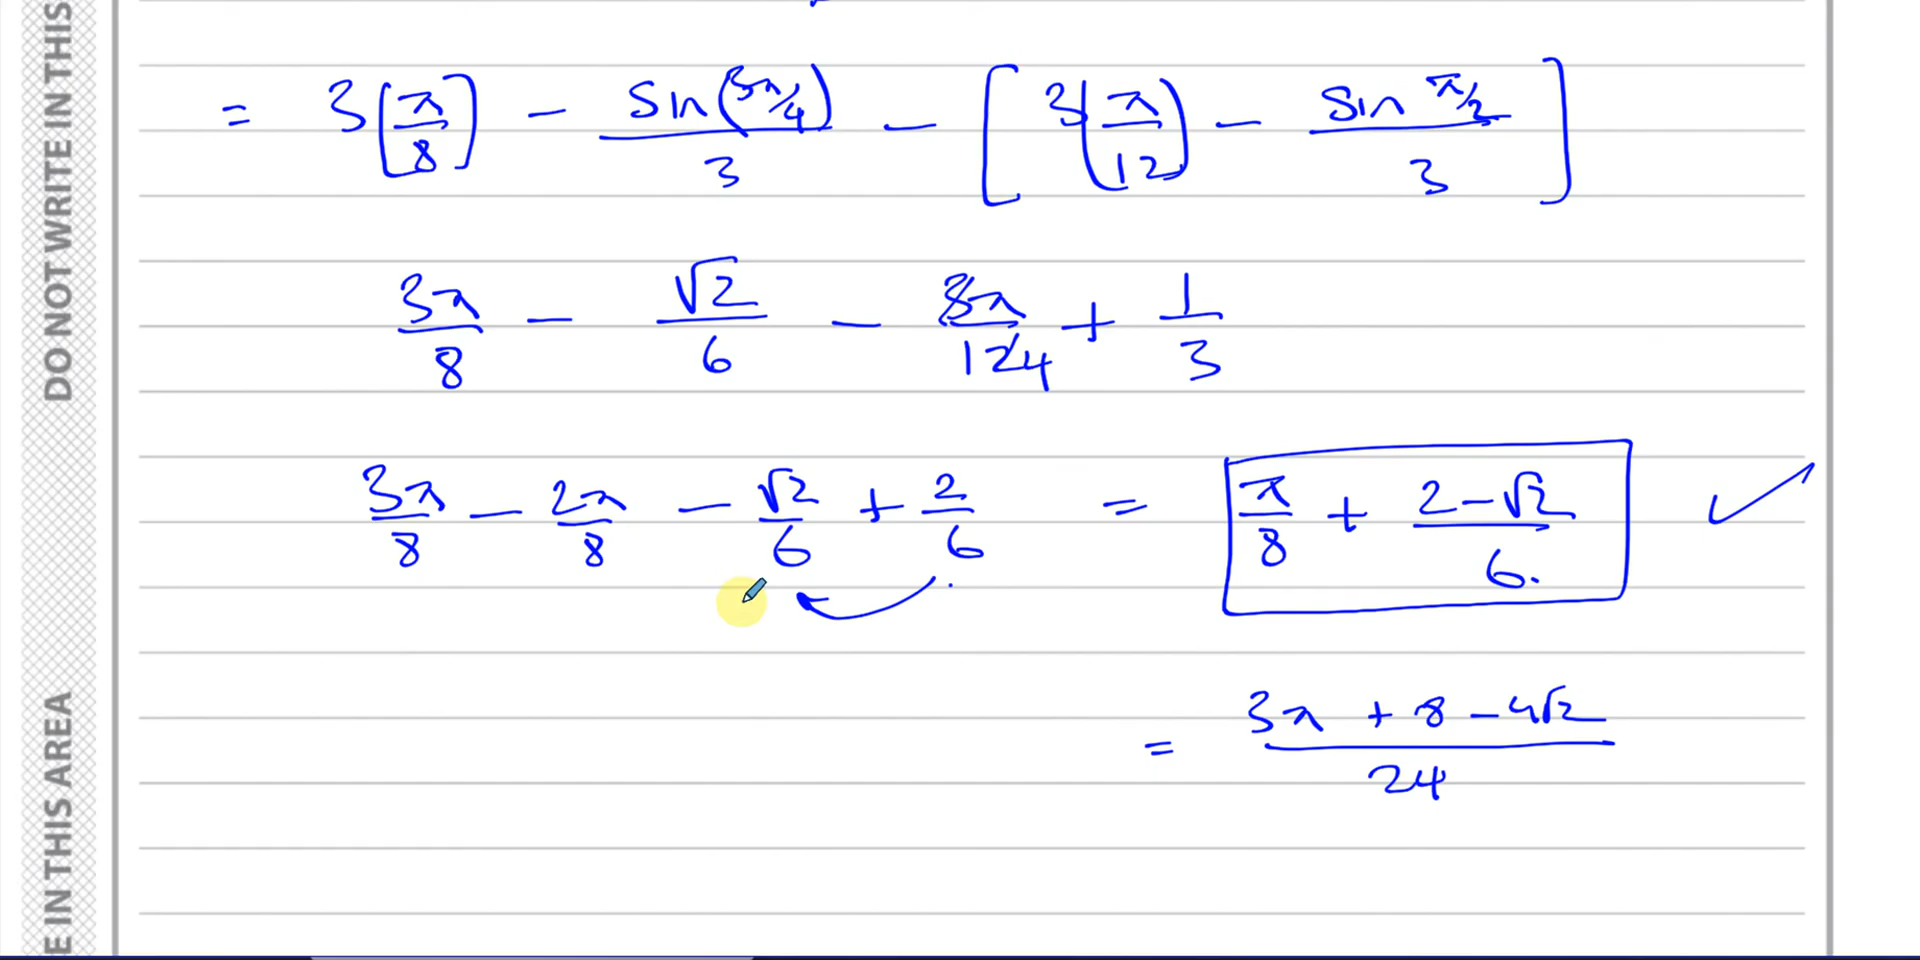 = 3[π/8] - sin(3π/4)/3 - [3(π/12) - sin π/2/3]
3π/8 - √2/6 - 3π/12 4 + 1/3
3π/8 - 2π/8 - √2/6 + 2/6 = π/8 + (2-√2)/6.
= (3π + 8 - 4√2)/24
DO NOT WRITE IN THIS
E IN THIS AREA